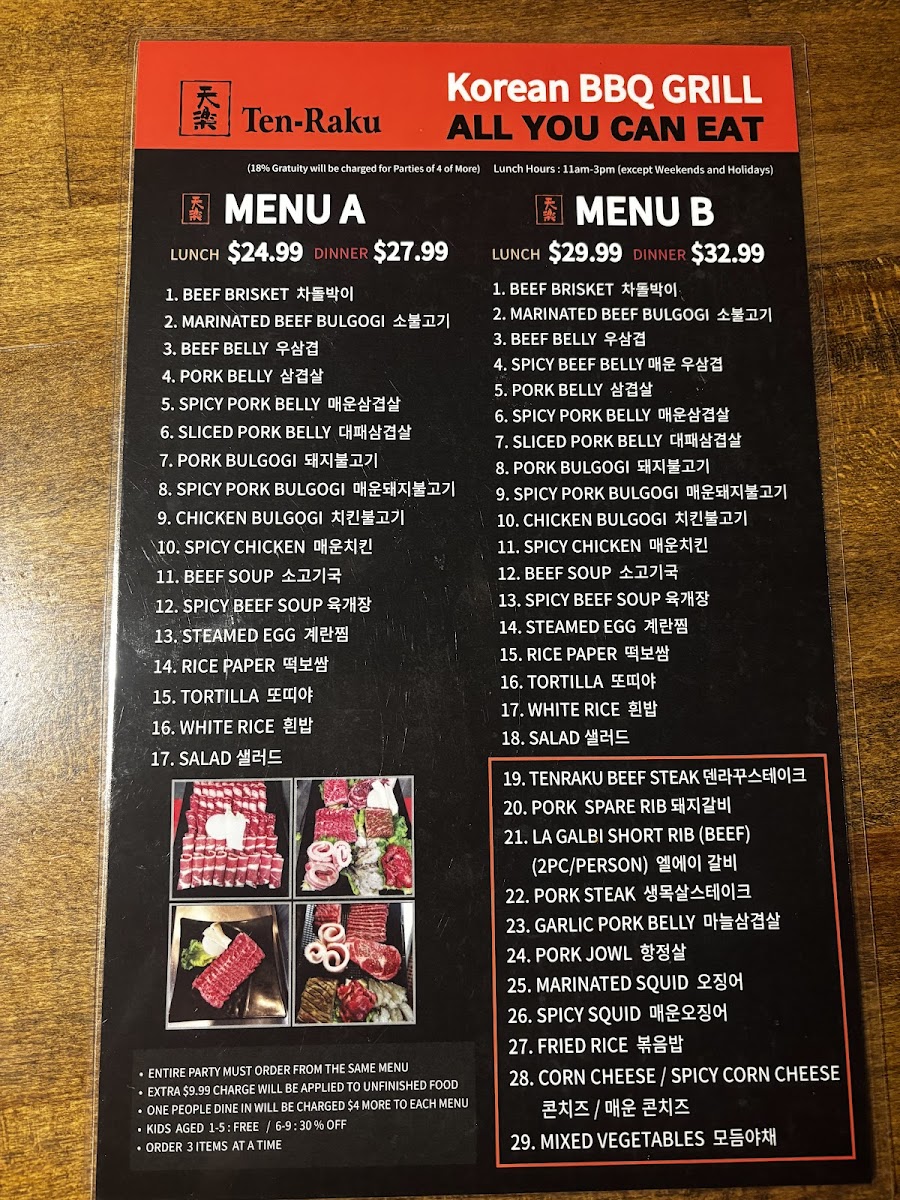 天樂 Ten-Raku
Korean BBQ GRILL
ALL YOU CAN EAT
(18% Gratuity will be charged for Parties of 4 of More) Lunch Hours : 11am-3pm (except Weekends and Holidays)
天樂 MENU A
LUNCH $24.99 DINNER $27.99
1. BEEF BRISKET 차돌박이
2. MARINATED BEEF BULGOGI 소불고기
3. BEEF BELLY 우삼겹
4. PORK BELLY 삼겹살
5. SPICY PORK BELLY 매운삼겹살
6. SLICED PORK BELLY 대패삼겹살
7. PORK BULGOGI 돼지불고기
8. SPICY PORK BULGOGI 매운돼지불고기
9. CHICKEN BULGOGI 치킨불고기
10. SPICY CHICKEN 매운치킨
11. BEEF SOUP 소고기국
12. SPICY BEEF SOUP 육개장
13. STEAMED EGG 계란찜
14. RICE PAPER 떡보쌈
15. TORTILLA 또띠야
16. WHITE RICE 흰밥
17. SALAD 샐러드
• ENTIRE PARTY MUST ORDER FROM THE SAME MENU
• EXTRA $9.99 CHARGE WILL BE APPLIED TO UNFINISHED FOOD
• ONE PEOPLE DINE IN WILL BE CHARGED $4 MORE TO EACH MENU
• KIDS AGED 1-5 : FREE / 6-9 : 30 % OFF
• ORDER 3 ITEMS AT A TIME
天樂 MENU B
LUNCH $29.99 DINNER $32.99
1. BEEF BRISKET 차돌박이
2. MARINATED BEEF BULGOGI 소불고기
3. BEEF BELLY 우삼겹
4. SPICY BEEF BELLY 매운 우삼겹
5. PORK BELLY 삼겹살
6. SPICY PORK BELLY 매운삼겹살
7. SLICED PORK BELLY 대패삼겹살
8. PORK BULGOGI 돼지불고기
9. SPICY PORK BULGOGI 매운돼지불고기
10. CHICKEN BULGOGI 치킨불고기
11. SPICY CHICKEN 매운치킨
12. BEEF SOUP 소고기국
13. SPICY BEEF SOUP 육개장
14. STEAMED EGG 계란찜
15. RICE PAPER 떡보쌈
16. TORTILLA 또띠야
17. WHITE RICE 흰밥
18. SALAD 샐러드
19. TENRAKU BEEF STEAK 덴라꾸스테이크
20. PORK SPARE RIB 돼지갈비
21. LA GALBI SHORT RIB (BEEF)
(2PC/PERSON) 엘에이 갈비
22. PORK STEAK 생목살스테이크
23. GARLIC PORK BELLY 마늘삼겹살
24. PORK JOWL 항정살
25. MARINATED SQUID 오징어
26. SPICY SQUID 매운오징어
27. FRIED RICE 볶음밥
28. CORN CHEESE / SPICY CORN CHEESE
콘치즈 / 매운 콘치즈
29. MIXED VEGETABLES 모듬야채